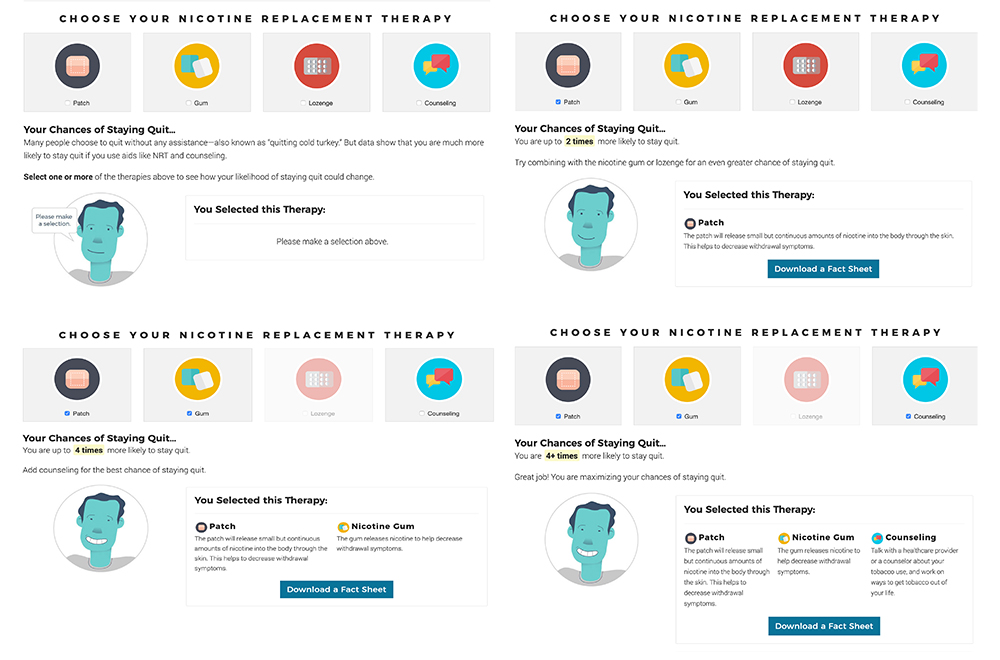 CHOOSE YOUR NICOTINE REPLACEMENT THERAPY
Patch
Gum
Lozenge
Counseling
Your Chances of Staying Quit...
Many people choose to quit without any assistance—also known as “quitting cold turkey.” But data show that you are much more
likely to stay quit if you use aids like NRT and counseling.
Select one or more of the therapies above to see how your likelihood of staying quit could change.
Please make
a selection.
You Selected this Therapy:
Please make a selection above.
CHOOSE YOUR NICOTINE REPLACEMENT THERAPY
Patch
Gum
Lozenge
Counseling
Your Chances of Staying Quit...
You are up to 2 times more likely to stay quit.
Try combining with the nicotine gum or lozenge for an even greater chance of staying quit.
You Selected this Therapy:
Patch
The patch will release small but continuous amounts of nicotine into the body through the skin.
This helps to decrease withdrawal symptoms.
Download a Fact Sheet
CHOOSE YOUR NICOTINE REPLACEMENT THERAPY
Patch
Gum
Lozenge
Counseling
Your Chances of Staying Quit...
You are up to 4 times more likely to stay quit.
Add counseling for the best chance of staying quit.
You Selected this Therapy:
Patch
The patch will release small but continuous
amounts of nicotine into the body through the
skin. This helps to decrease withdrawal
symptoms.
Nicotine Gum
The gum releases nicotine to help decrease
withdrawal symptoms.
Download a Fact Sheet
CHOOSE YOUR NICOTINE REPLACEMENT THERAPY
Patch
Gum
Lozenge
Counseling
Your Chances of Staying Quit...
You are 4+ times more likely to stay quit.
Great job! You are maximizing your chances of staying quit.
You Selected this Therapy:
Patch
The patch will release small
but continuous amounts of
nicotine into the body through
the skin. This helps to
decrease withdrawal
symptoms.
Nicotine Gum
The gum releases nicotine to
help decrease withdrawal
symptoms.
Counseling
Talk with a healthcare provider
or a counselor about your
tobacco use, and work on
ways to get tobacco out of
your life.
Download a Fact Sheet